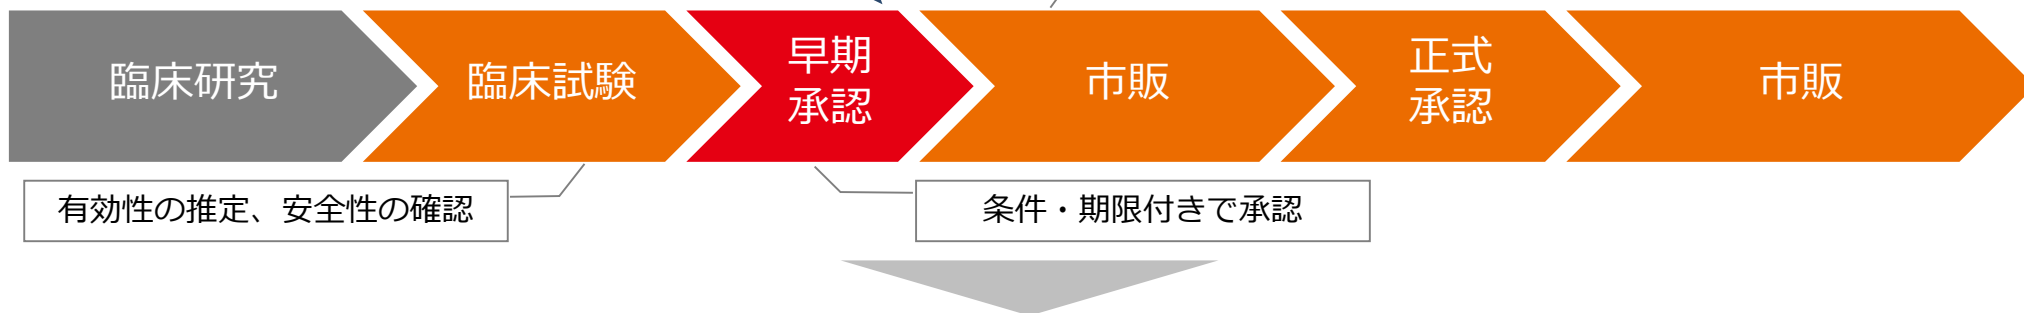 臨床研究
臨床試験
早期
承認
市販
正式
承認
市販
有効性の推定、安全性の確認
条件・期限付きで承認